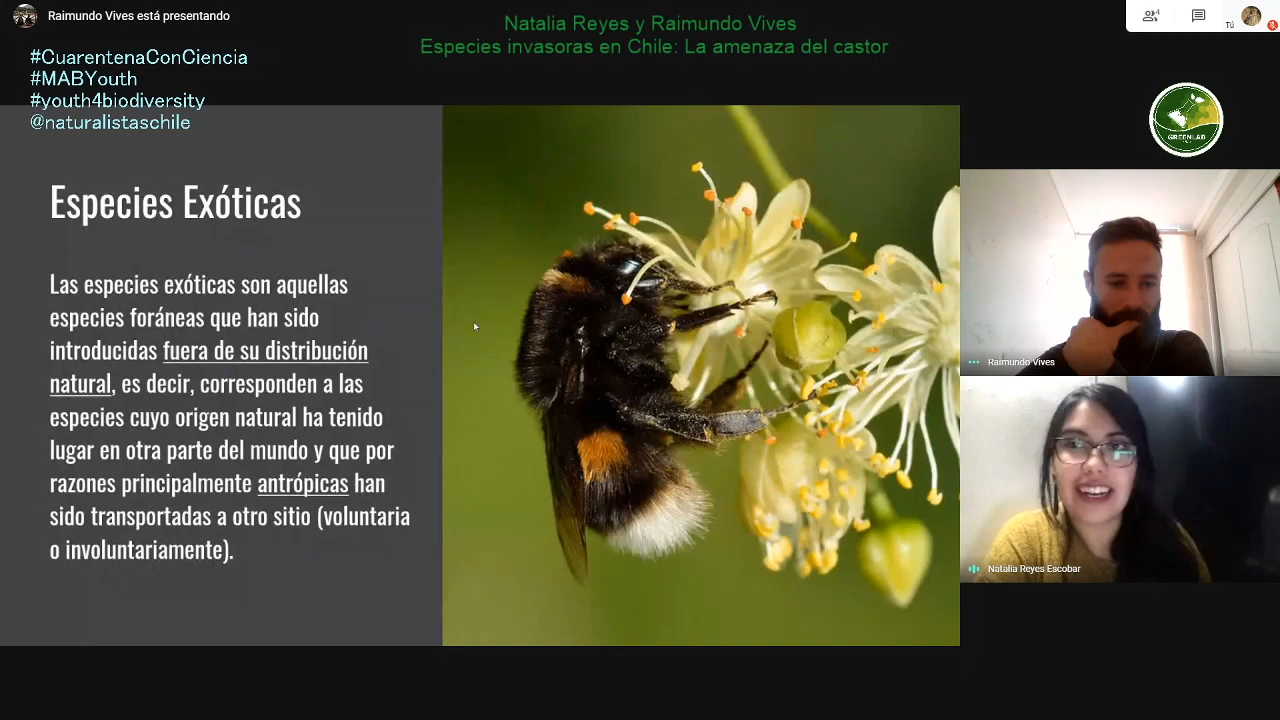 Raimundo Vives está presentando
Natalia Reyes y Raimundo Vives
Especies invasoras en Chile: La amenaza del castor
4
Tú
#CuarentenaConCiencia
#MABYouth
#youth4biodiversity
@naturalistaschile
GREENLAB
Especies Exóticas
Las especies exóticas son aquellas
especies foráneas que han sido
introducidas fuera de su distribución
natural, es decir, corresponden a las
especies cuyo origen natural ha tenido
lugar en otra parte del mundo y que por
razones principalmente antrópicas han
sido transportadas a otro sitio (voluntaria
o involuntariamente).
Raimundo Vives
Natalia Reyes Escobar